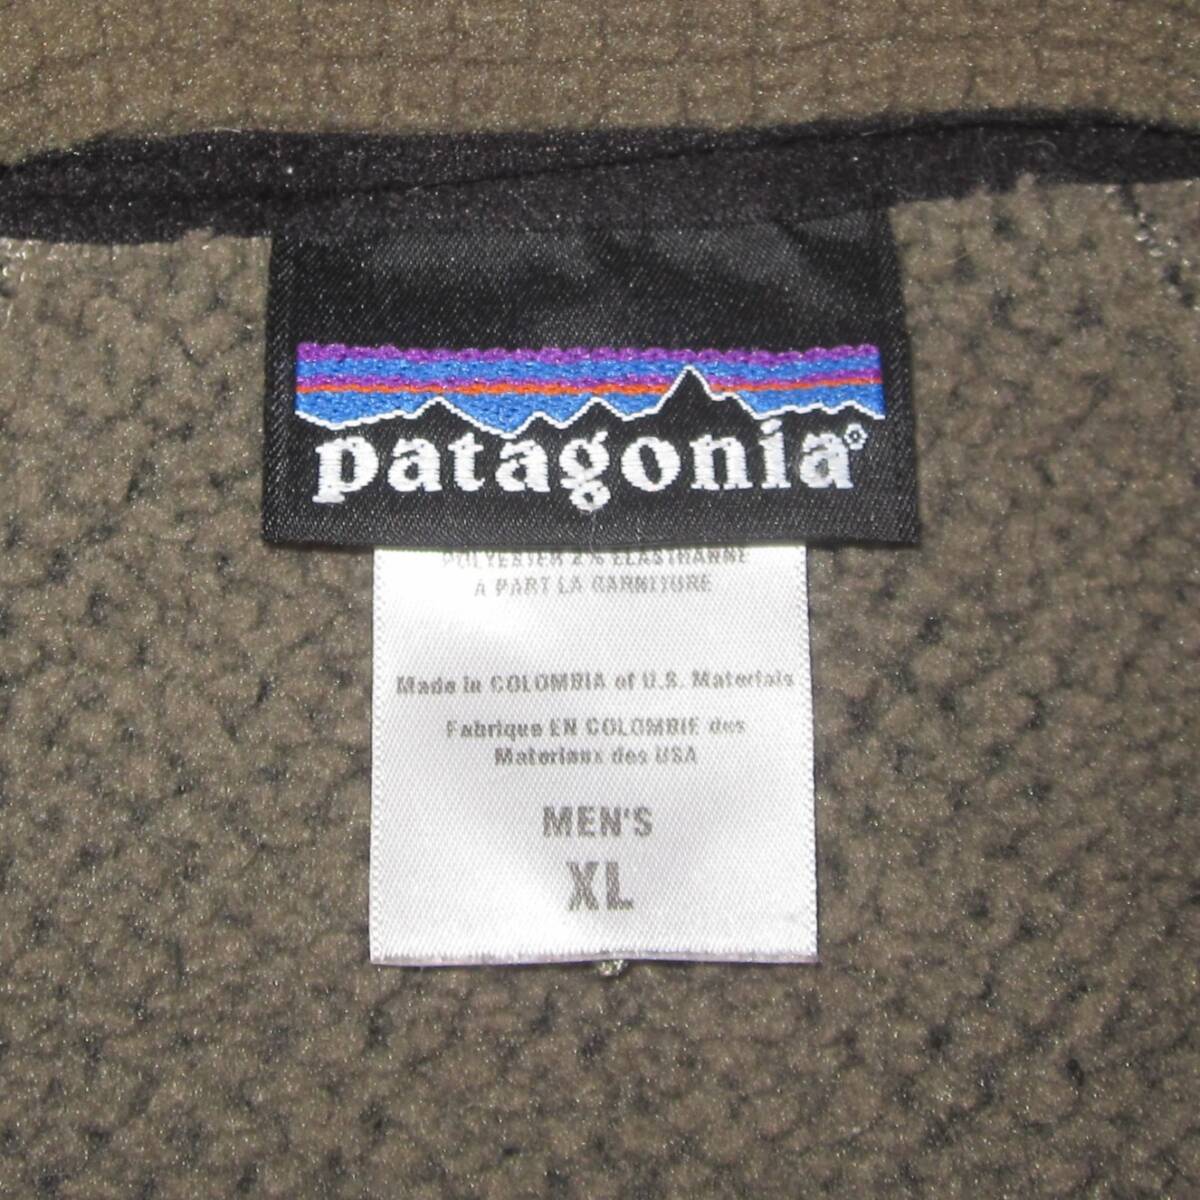 patagonia®
POLYESTER 2% ELASTHANNE
À PART LA GARNITURE
Made in COLOMBIA of U.S. Materials
Fabrique EN COLOMBIE des
Materiaux des USA
MEN'S
XL